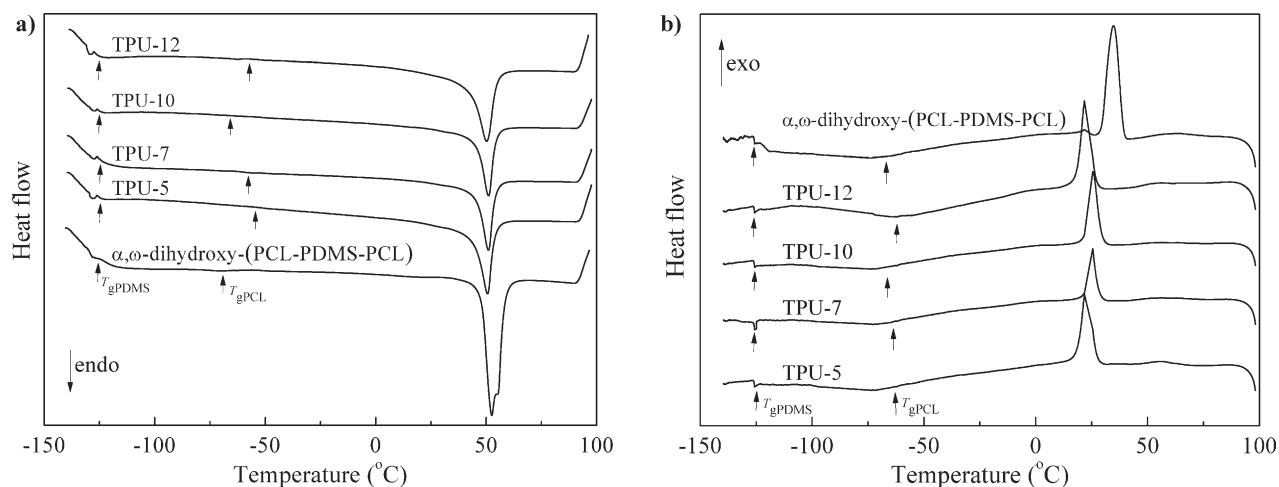 a)
TPU-12
TPU-10
TPU-7
TPU-5
α,ω-dihydroxy-(PCL-PDMS-PCL)
TgPDMS
TgPCL
endo
Heat flow
-150 -100 -50 0 50 100
Temperature (°C)
b)
exo
α,ω-dihydroxy-(PCL-PDMS-PCL)
TPU-12
TPU-10
TPU-7
TPU-5
TgPDMS
TgPCL
Heat flow
-150 -100 -50 0 50 100
Temperature (°C)